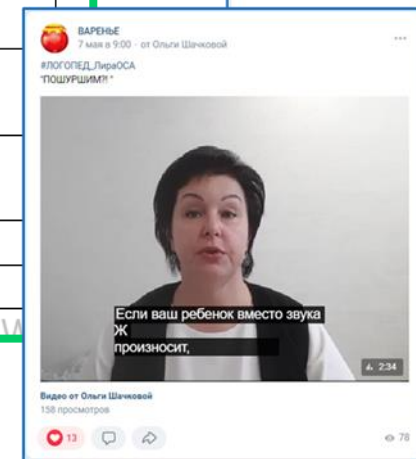 ВАРЕНЬЕ
7 мая в 9:00 - от Ольги Шачковой
#ЛОГОПЕД_ЛираОСА
"ПОШУРШИМ?!"
Если ваш ребенок вместо звука
Ж
произносит,
2:34
Видео от Ольги Шачковой
158 просмотров
13
78